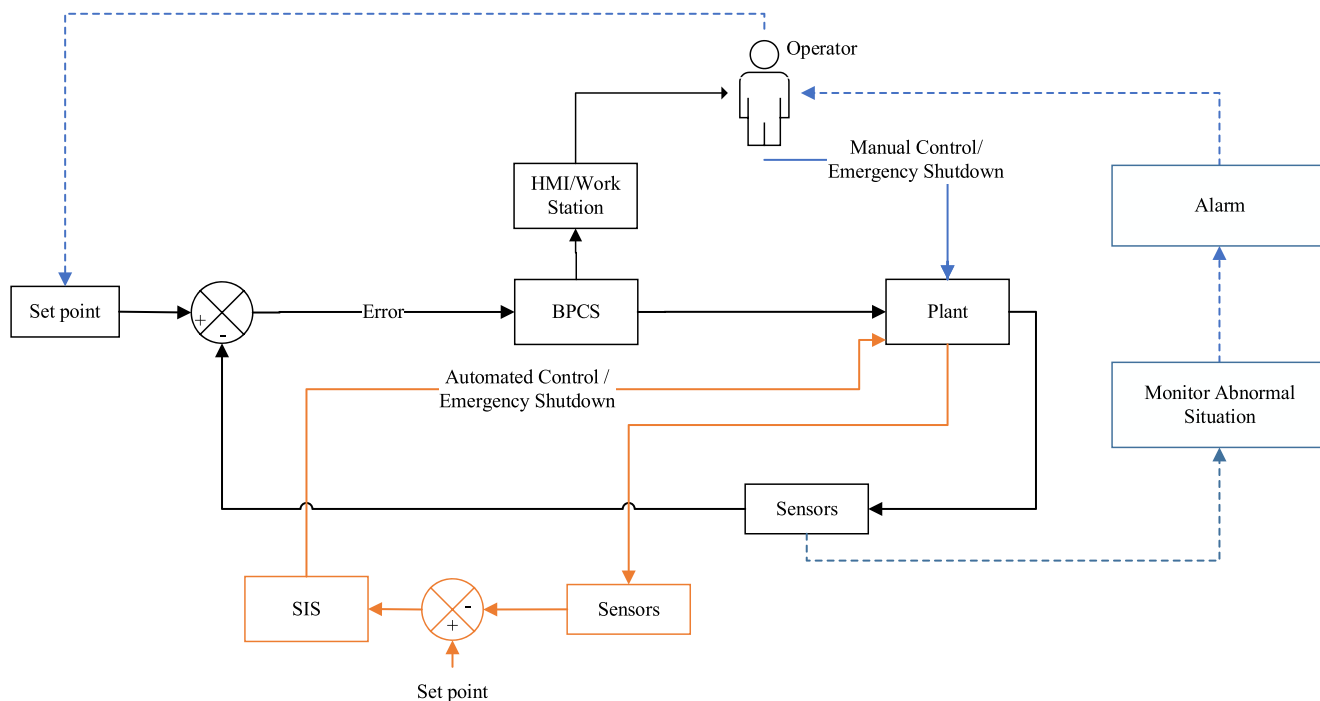 Operator
Manual Control/
Emergency Shutdown
HMI/Work
Station
Alarm
Set point
+
-
Error
BPCS
Plant
Automated Control /
Emergency Shutdown
Monitor Abnormal
Situation
Sensors
SIS
-
+
Sensors
Set point